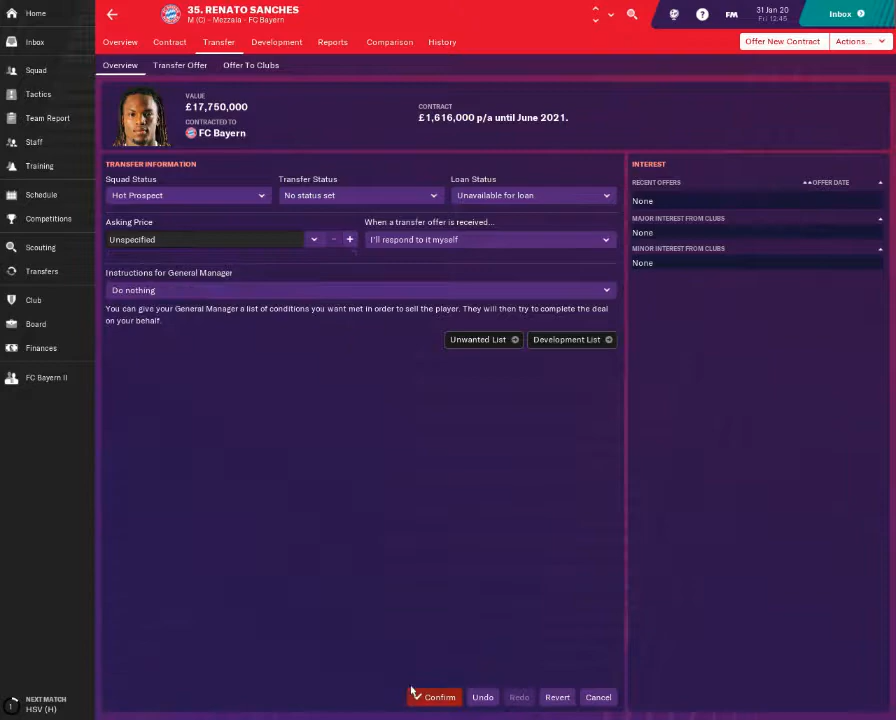 Home
Inbox
Squad
Tactics
Team Report
Staff
Training
Schedule
Competitions
Scouting
Transfers
Club
Board
Finances
FC Bayern II
NEXT MATCH
HSV (H)
35. RENATO SANCHES
M (C) - Mezzala - FC Bayern
FM
31 Jan 20
Fri 12:45
Inbox
Overview Contract Transfer Development Reports Comparison History
Offer New Contract Actions...
Overview Transfer Offer Offer To Clubs
VALUE
£17,750,000
CONTRACTED TO
FC Bayern
CONTRACT
£1,616,000 p/a until June 2021.
TRANSFER INFORMATION
Squad Status Transfer Status Loan Status
Hot Prospect No status set Unavailable for loan
Asking Price When a transfer offer is received...
Unspecified I'll respond to it myself
Instructions for General Manager
Do nothing
You can give your General Manager a list of conditions you want met in order to sell the player. They will then try to complete the deal
on your behalf.
Unwanted List Development List
INTEREST
RECENT OFFERS OFFER DATE
None
MAJOR INTEREST FROM CLUBS
None
MINOR INTEREST FROM CLUBS
None
Confirm Undo Redo Revert Cancel